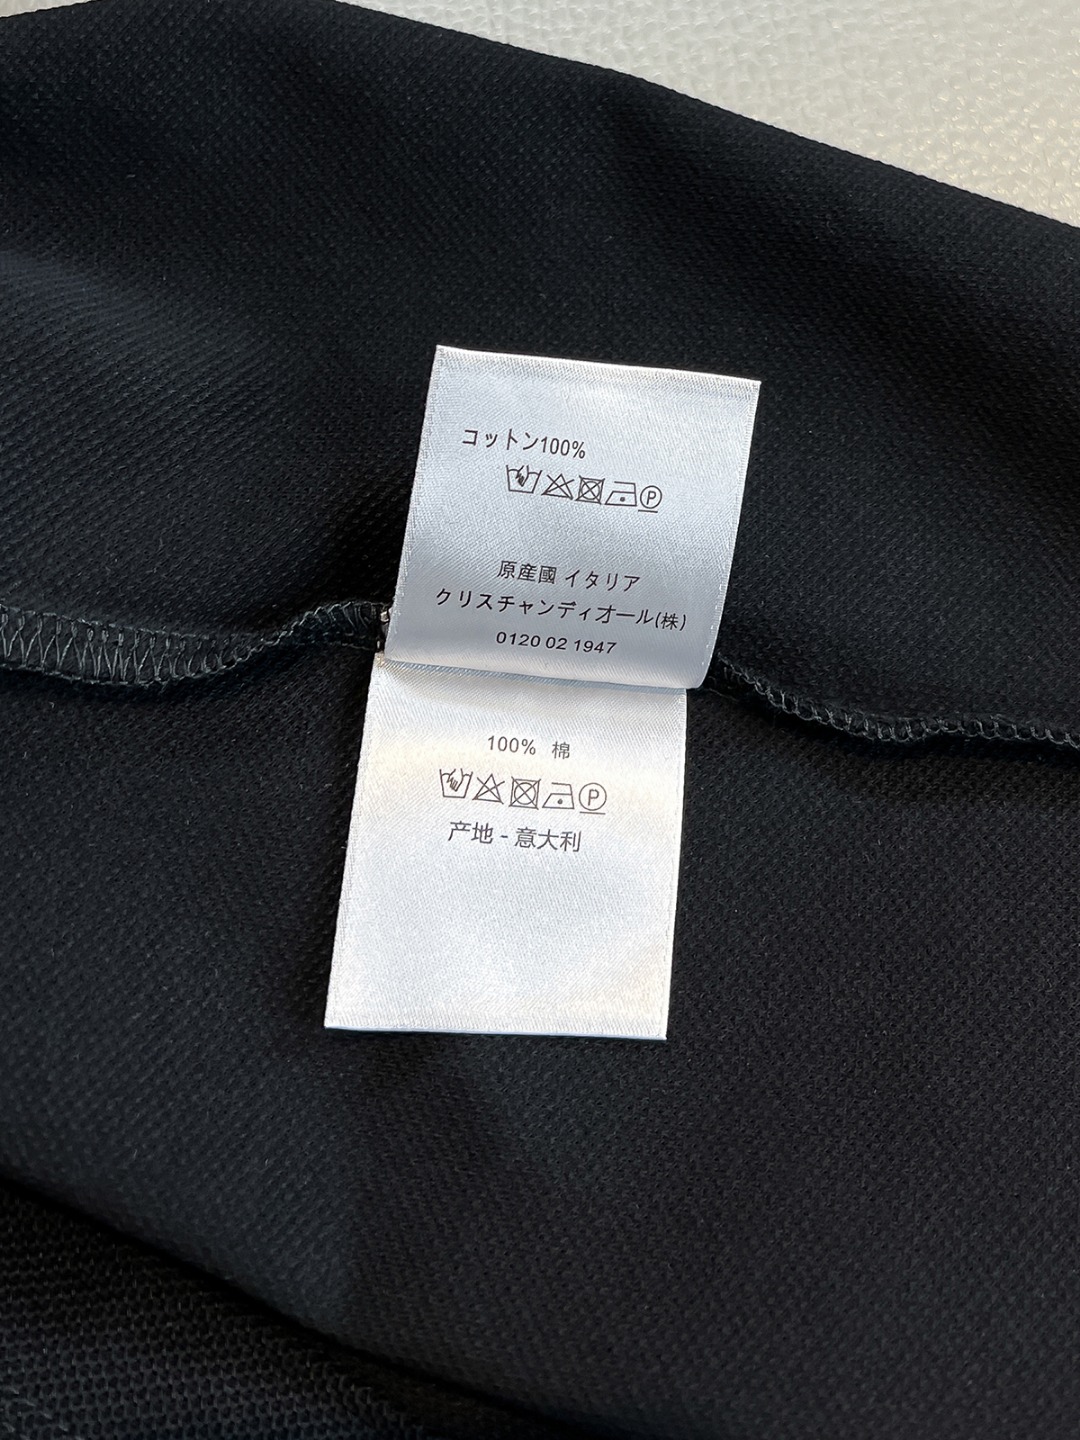 コットン100%
P
原産國 イタリア
クリスチャンディオール(株)
0120 02 1947
100% 棉
P
产地 - 意大利